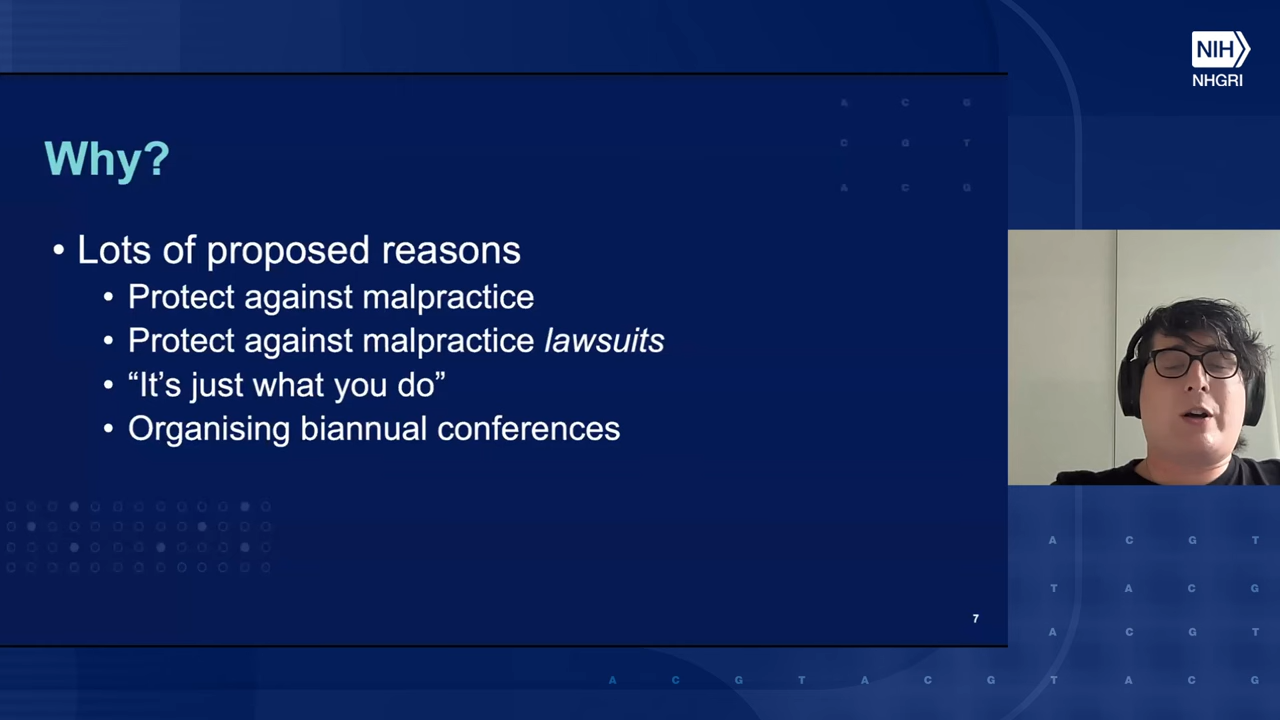 NIH
NHGRI
A C G
C G T
A C G
Why?
• Lots of proposed reasons
• Protect against malpractice
• Protect against malpractice lawsuits
• “It’s just what you do”
• Organising biannual conferences
7
A C G T
T A C G
A C G T
A C G T A C G T A C G